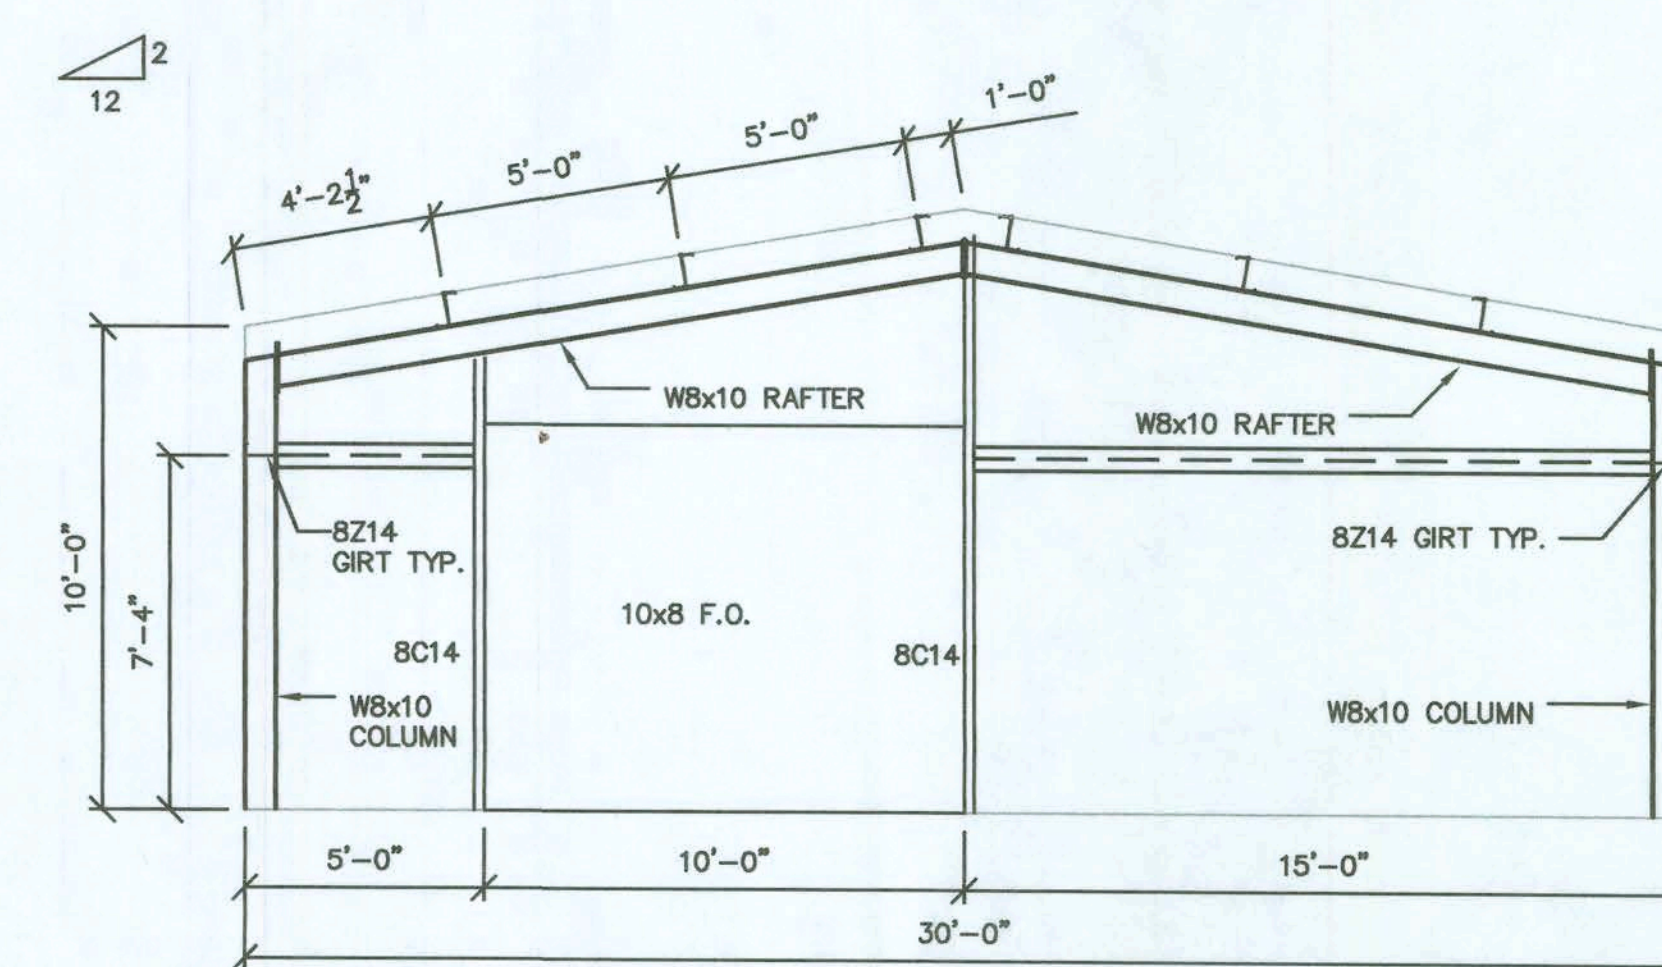 2
12
1'-0"
5'-0"
5'-0"
4'-2½"
W8x10 RAFTER
W8x10 RAFTER
10'-0"
7'-4"
8Z14
GIRT TYP.
8Z14 GIRT TYP.
10x8 F.O.
8C14
8C14
W8x10
COLUMN
W8x10 COLUMN
5'-0"
10'-0"
15'-0"
30'-0"